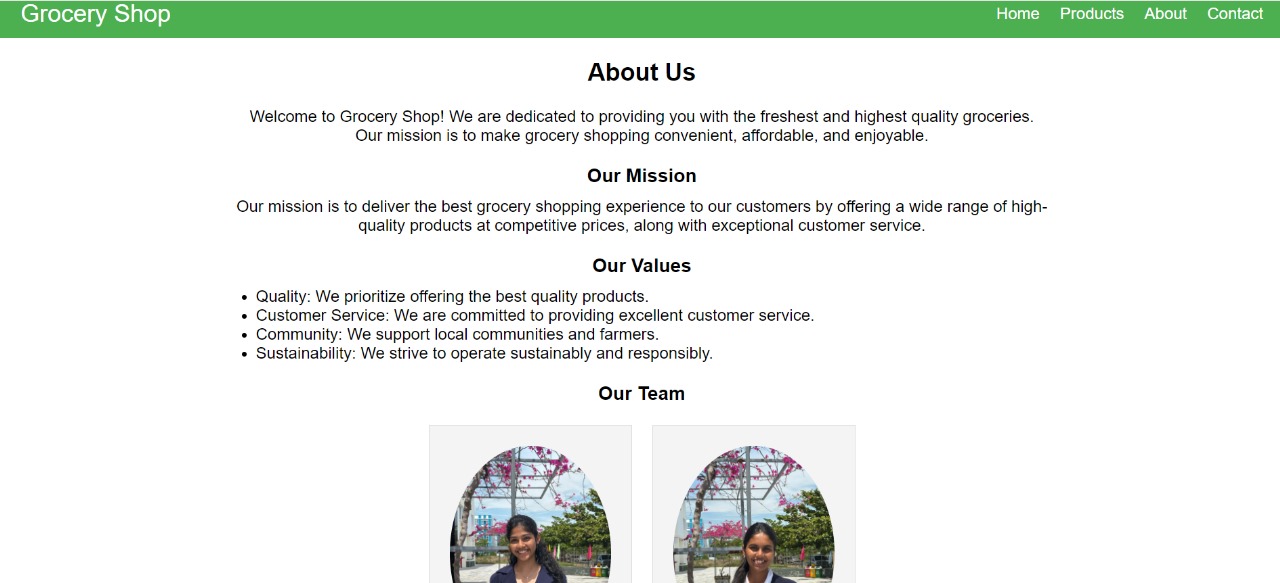 Grocery Shop
Home Products About Contact
About Us
Welcome to Grocery Shop! We are dedicated to providing you with the freshest and highest quality groceries.
Our mission is to make grocery shopping convenient, affordable, and enjoyable.
Our Mission
Our mission is to deliver the best grocery shopping experience to our customers by offering a wide range of high-
quality products at competitive prices, along with exceptional customer service.
Our Values
• Quality: We prioritize offering the best quality products.
• Customer Service: We are committed to providing excellent customer service.
• Community: We support local communities and farmers.
• Sustainability: We strive to operate sustainably and responsibly.
Our Team